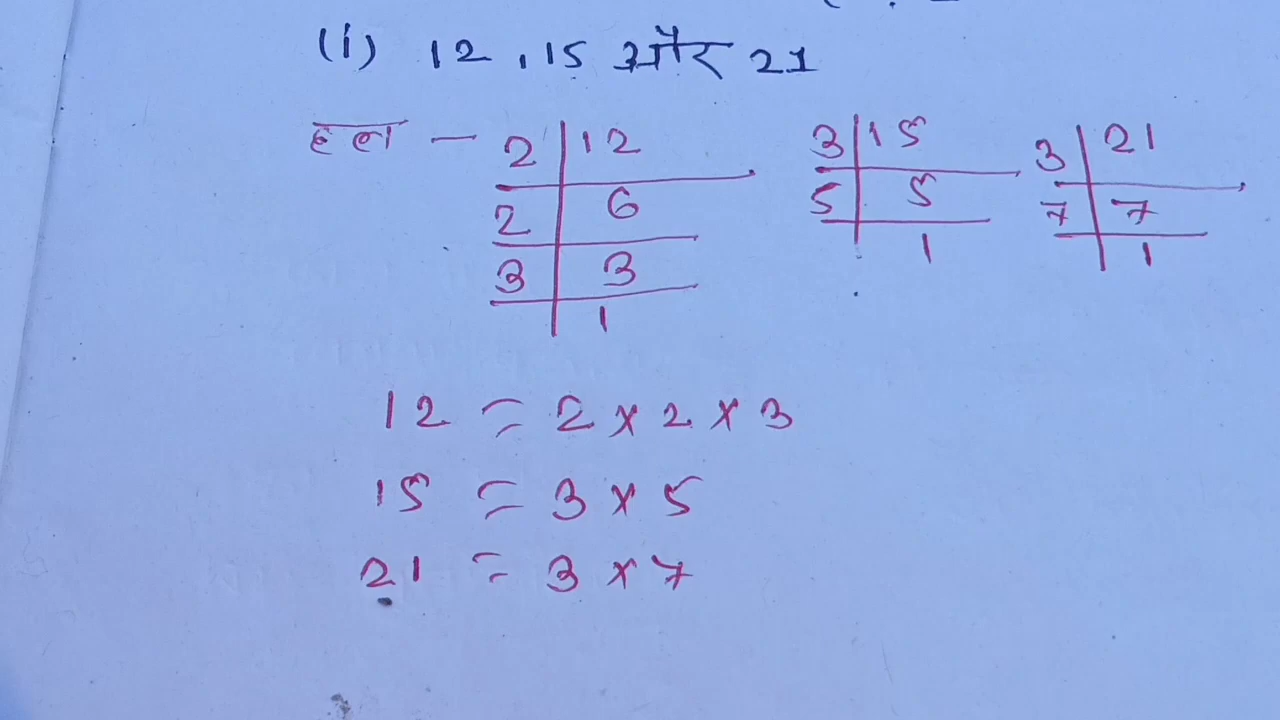 (i) 12, 15 और 21
हल –
2 | 12
2 | 6
3 | 3
1
3 | 15
5 | 5
1
3 | 21
7 | 7
1
12 = 2 × 2 × 3
15 = 3 × 5
21 = 3 × 7